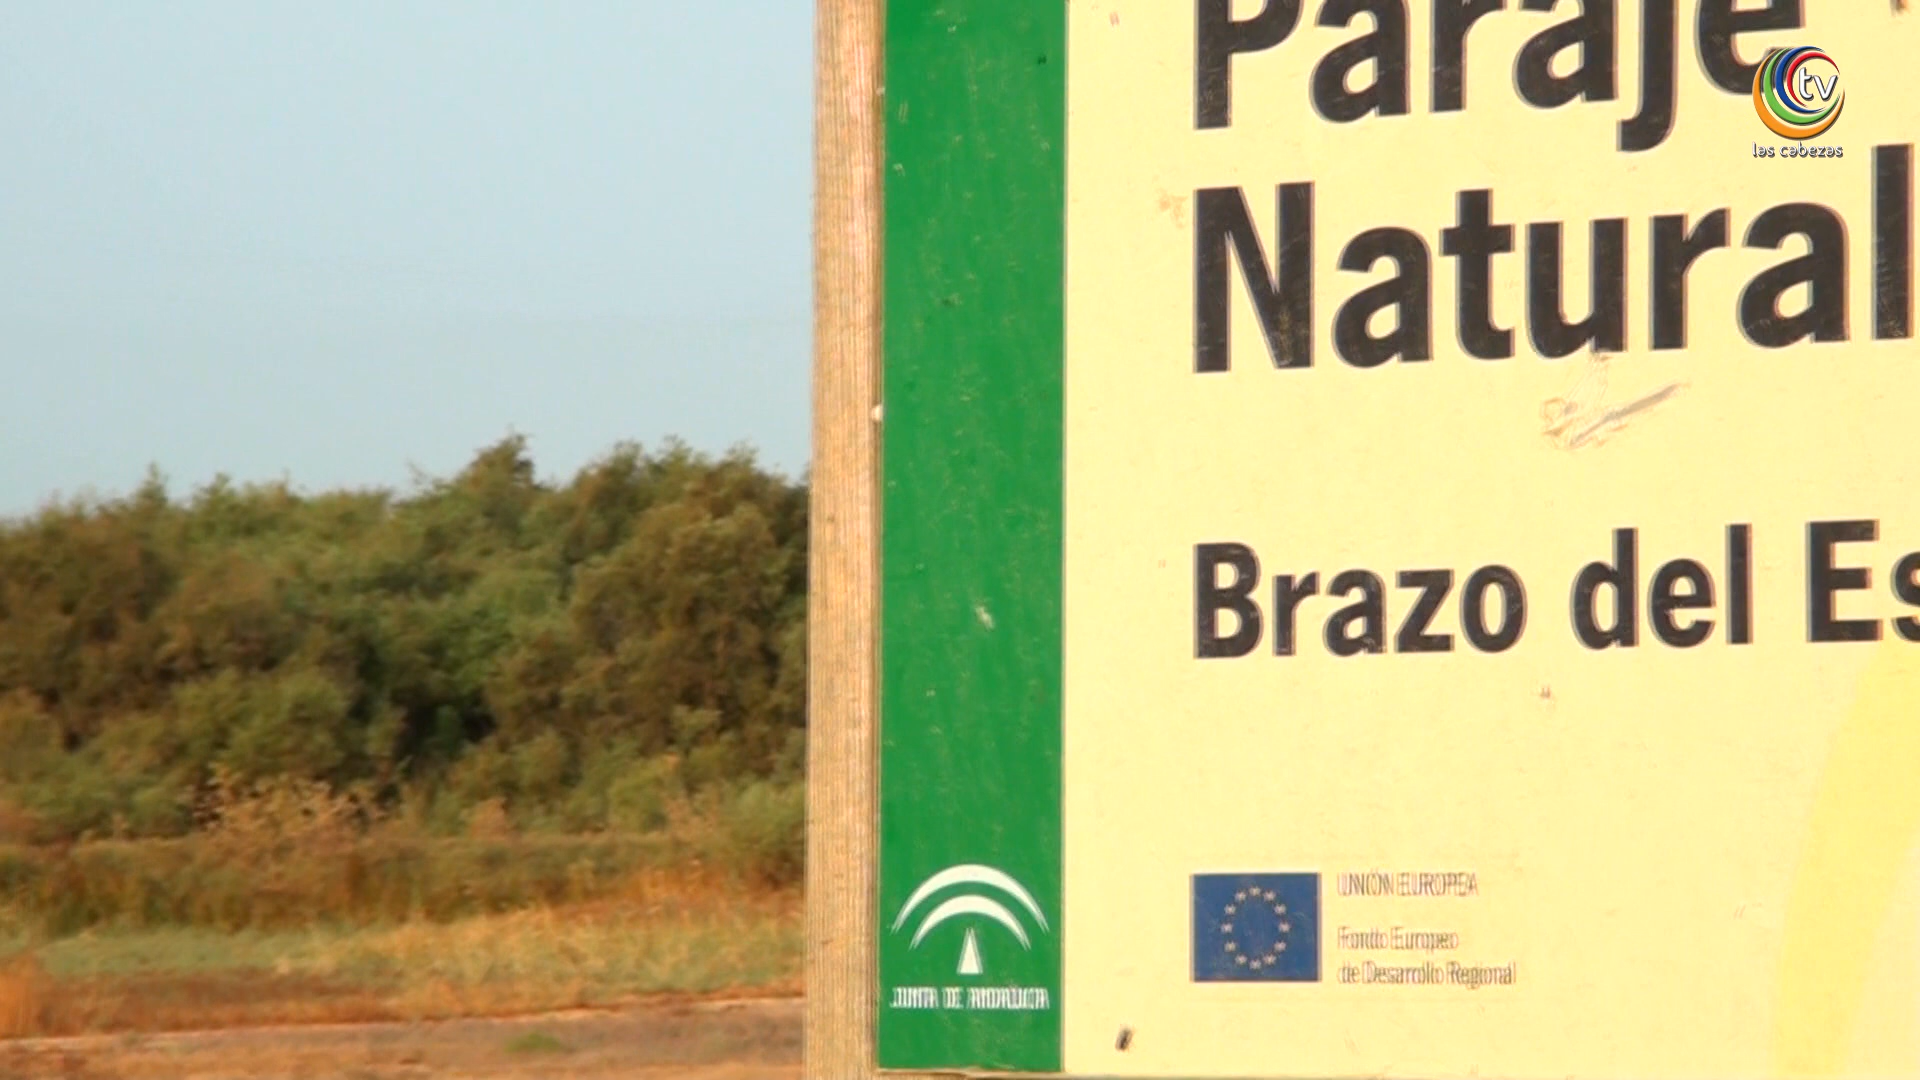 Paraje
tv
las cabezas
Natural
Brazo del Es
UNIÓN EUROPEA
Fondo Europeo
de Desarrollo Regional
JUNTA DE ANDALUCIA